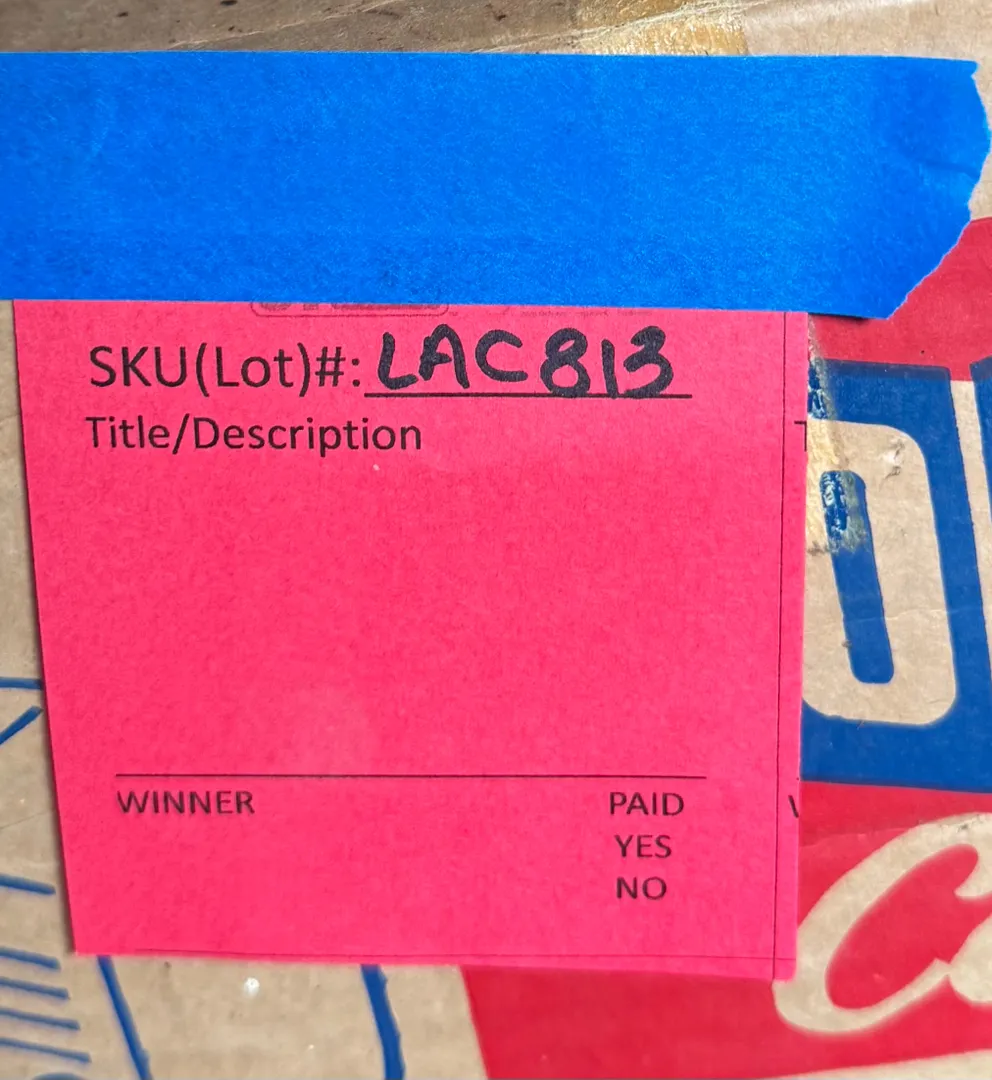 SKU(Lot)#: LAC813
Title/Description
WINNER PAID
YES
NO